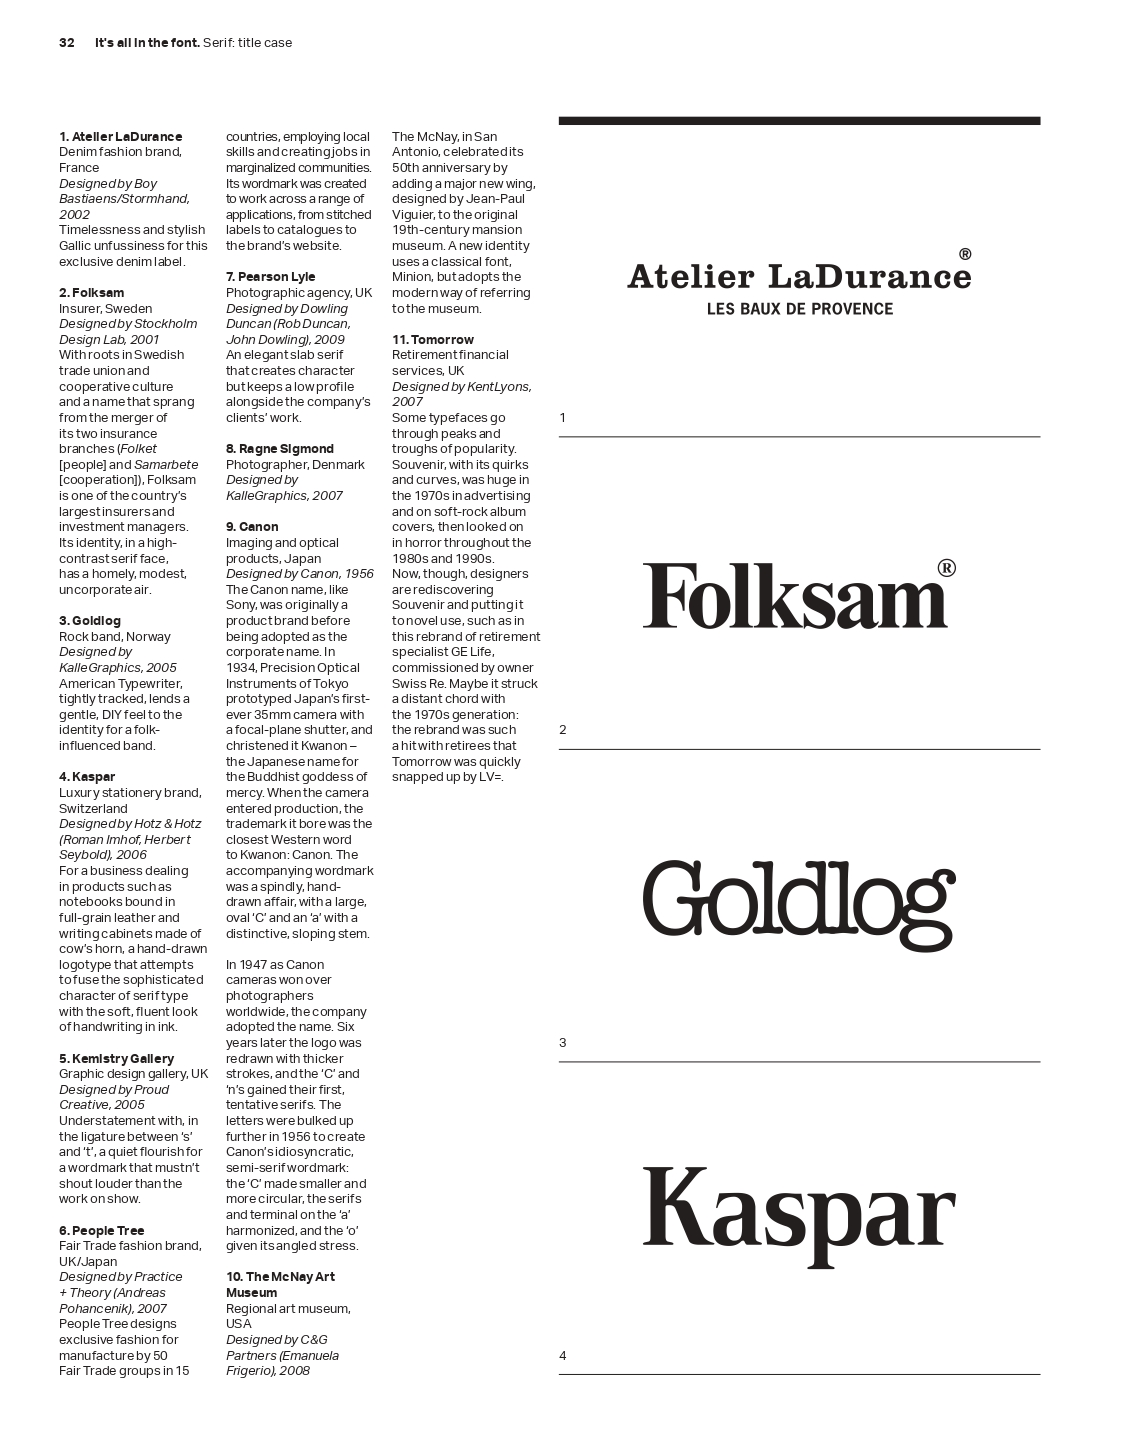 32 It's all in the font. Serif: title case
1. Atelier LaDurance
Denim fashion brand,
France
Designed by Boy
Bastiaens/Stormhand,
2002
Timelessness and stylish
Gallic unfussiness for this
exclusive denim label.
2. Folksam
Insurer, Sweden
Designed by Stockholm
Design Lab, 2001
With roots in Swedish
trade union and
cooperative culture
and a name that sprang
from the merger of
its two insurance
branches (Folket
[people] and Samarbete
[cooperation]), Folksam
is one of the country's
largest insurers and
investment managers.
Its identity, in a high-
contrast serif face,
has a homely, modest,
uncorporate air.
3. Goldlog
Rock band, Norway
Designed by
KalleGraphics, 2005
American Typewriter,
tightly tracked, lends a
gentle, DIY feel to the
identity for a folk-
influenced band.
4. Kaspar
Luxury stationery brand,
Switzerland
Designed by Hotz & Hotz
(Roman Imhof, Herbert
Seybold), 2006
For a business dealing
in products such as
notebooks bound in
full-grain leather and
writing cabinets made of
cow's horn, a hand-drawn
logotype that attempts
to fuse the sophisticated
character of serif type
with the soft, fluent look
of handwriting in ink.
5. Kemistry Gallery
Graphic design gallery, UK
Designed by Proud
Creative, 2005
Understatement with, in
the ligature between 's'
and 't', a quiet flourish for
a wordmark that mustn't
shout louder than the
work on show.
6. People Tree
Fair Trade fashion brand,
UK/Japan
Designed by Practice
+ Theory (Andreas
Pohancenik), 2007
People Tree designs
exclusive fashion for
manufacture by 50
Fair Trade groups in 15
countries, employing local
skills and creating jobs in
marginalized communities.
Its wordmark was created
to work across a range of
applications, from stitched
labels to catalogues to
the brand's website.
7. Pearson Lyle
Photographic agency, UK
Designed by Dowling
Duncan (Rob Duncan,
John Dowling), 2009
An elegant slab serif
that creates character
but keeps a low profile
alongside the company's
clients' work.
8. Ragne Sigmond
Photographer, Denmark
Designed by
KalleGraphics, 2007
9. Canon
Imaging and optical
products, Japan
Designed by Canon, 1956
The Canon name, like
Sony, was originally a
product brand before
being adopted as the
corporate name. In
1934, Precision Optical
Instruments of Tokyo
prototyped Japan's first-
ever 35mm camera with
a focal-plane shutter, and
christened it Kwanon –
the Japanese name for
the Buddhist goddess of
mercy. When the camera
entered production, the
trademark it bore was the
closest Western word
to Kwanon: Canon. The
accompanying wordmark
was a spindly, hand-
drawn affair, with a large,
oval 'C' and an 'a' with a
distinctive, sloping stem.
In 1947 as Canon
cameras won over
photographers
worldwide, the company
adopted the name. Six
years later the logo was
redrawn with thicker
strokes, and the 'C' and
'n's gained their first,
tentative serifs. The
letters were bulked up
further in 1956 to create
Canon's idiosyncratic,
semi-serif wordmark:
the 'C' made smaller and
more circular, the serifs
and terminal on the 'a'
harmonized, and the 'o'
given its angled stress.
10. The McNay Art
Museum
Regional art museum,
USA
Designed by C&G
Partners (Emanuela
Frigerio), 2008
The McNay, in San
Antonio, celebrated its
50th anniversary by
adding a major new wing,
designed by Jean-Paul
Viguier, to the original
19th-century mansion
museum. A new identity
uses a classical font,
Minion, but adopts the
modern way of referring
to the museum.
11. Tomorrow
Retirement financial
services, UK
Designed by KentLyons,
2007
Some typefaces go
through peaks and
troughs of popularity.
Souvenir, with its quirks
and curves, was huge in
the 1970s in advertising
and on soft-rock album
covers, then looked on
in horror throughout the
1980s and 1990s.
Now, though, designers
are rediscovering
Souvenir and putting it
to novel use, such as in
this rebrand of retirement
specialist GE Life,
commissioned by owner
Swiss Re. Maybe it struck
a distant chord with
the 1970s generation:
the rebrand was such
a hit with retirees that
Tomorrow was quickly
snapped up by LV=.
Atelier LaDurance®
LES BAUX DE PROVENCE
1
Folksam®
2
Goldlog
3
Kaspar
4